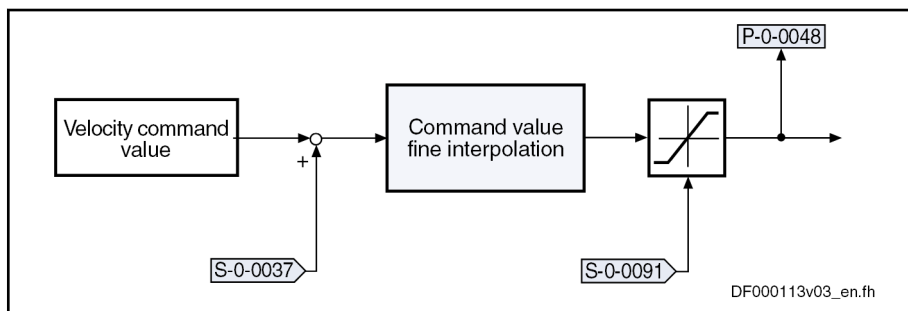 P-0-0048
Velocity command
value
Command value
fine interpolation
+
S-0-0037
S-0-0091
DF000113v03_en.fh